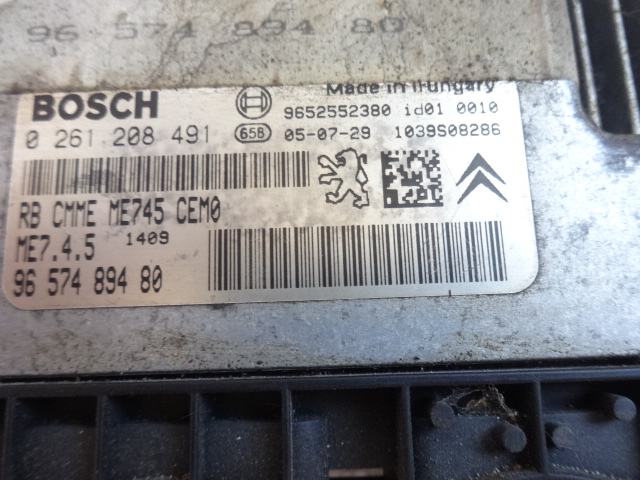 96 574 894 80
Made in Hungary
BOSCH 9652552380 id01 0010
0 261 208 491 65B 05-07-29 1039S08286
RB CMME ME745 CEM0
ME7.4.5 1409
96 574 894 80